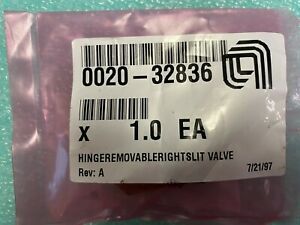 0020-32836
X 1.0 EA
HINGEREMOVABLERIGHTSLIT VALVE
Rev: A 7/21/97